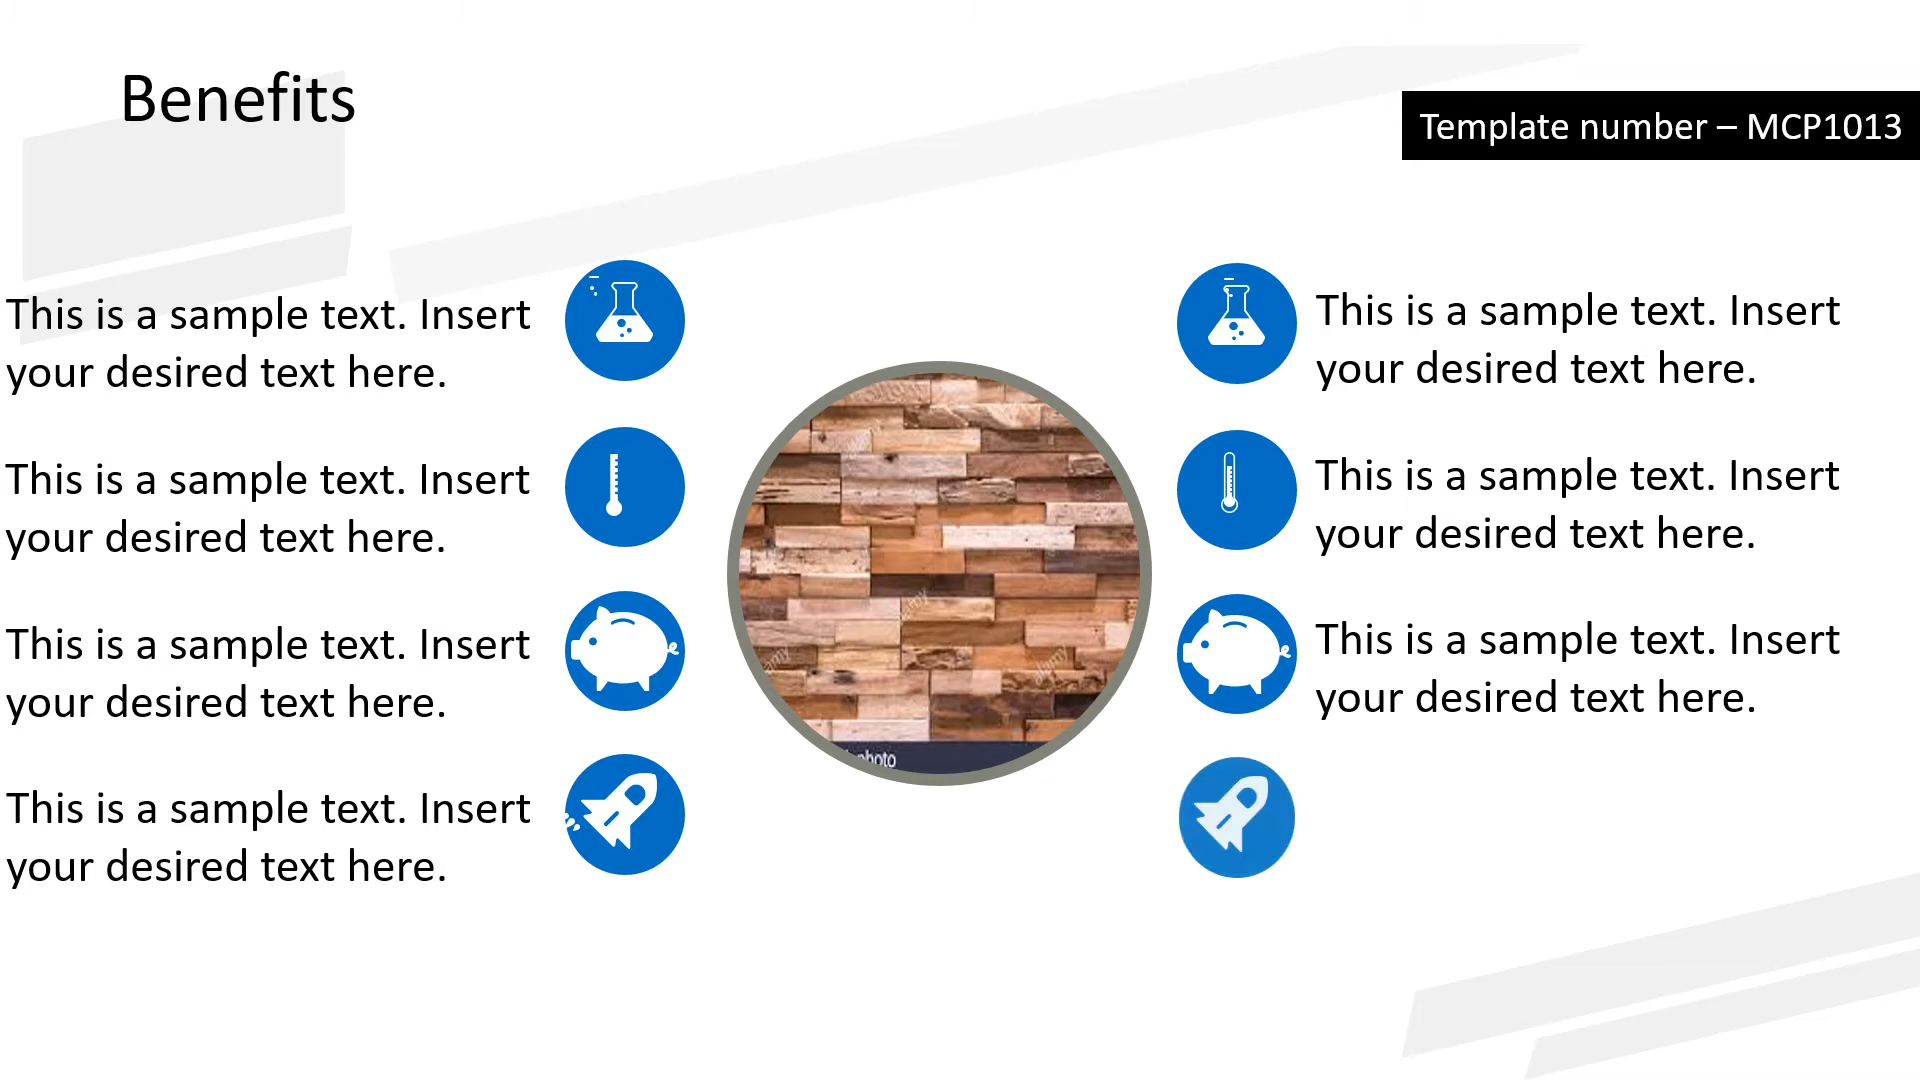 Benefits
Template number – MCP1013
This is a sample text. Insert
your desired text here.
This is a sample text. Insert
your desired text here.
This is a sample text. Insert
your desired text here.
This is a sample text. Insert
your desired text here.
photo
This is a sample text. Insert
your desired text here.
This is a sample text. Insert
your desired text here.
This is a sample text. Insert
your desired text here.